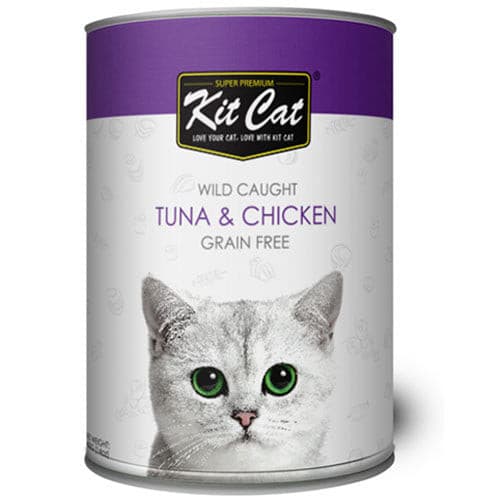 SUPER PREMIUM
Kit Cat®
LOVE YOUR CAT, LOVE WITH KIT CAT
WILD CAUGHT
TUNA & CHICKEN
GRAIN FREE